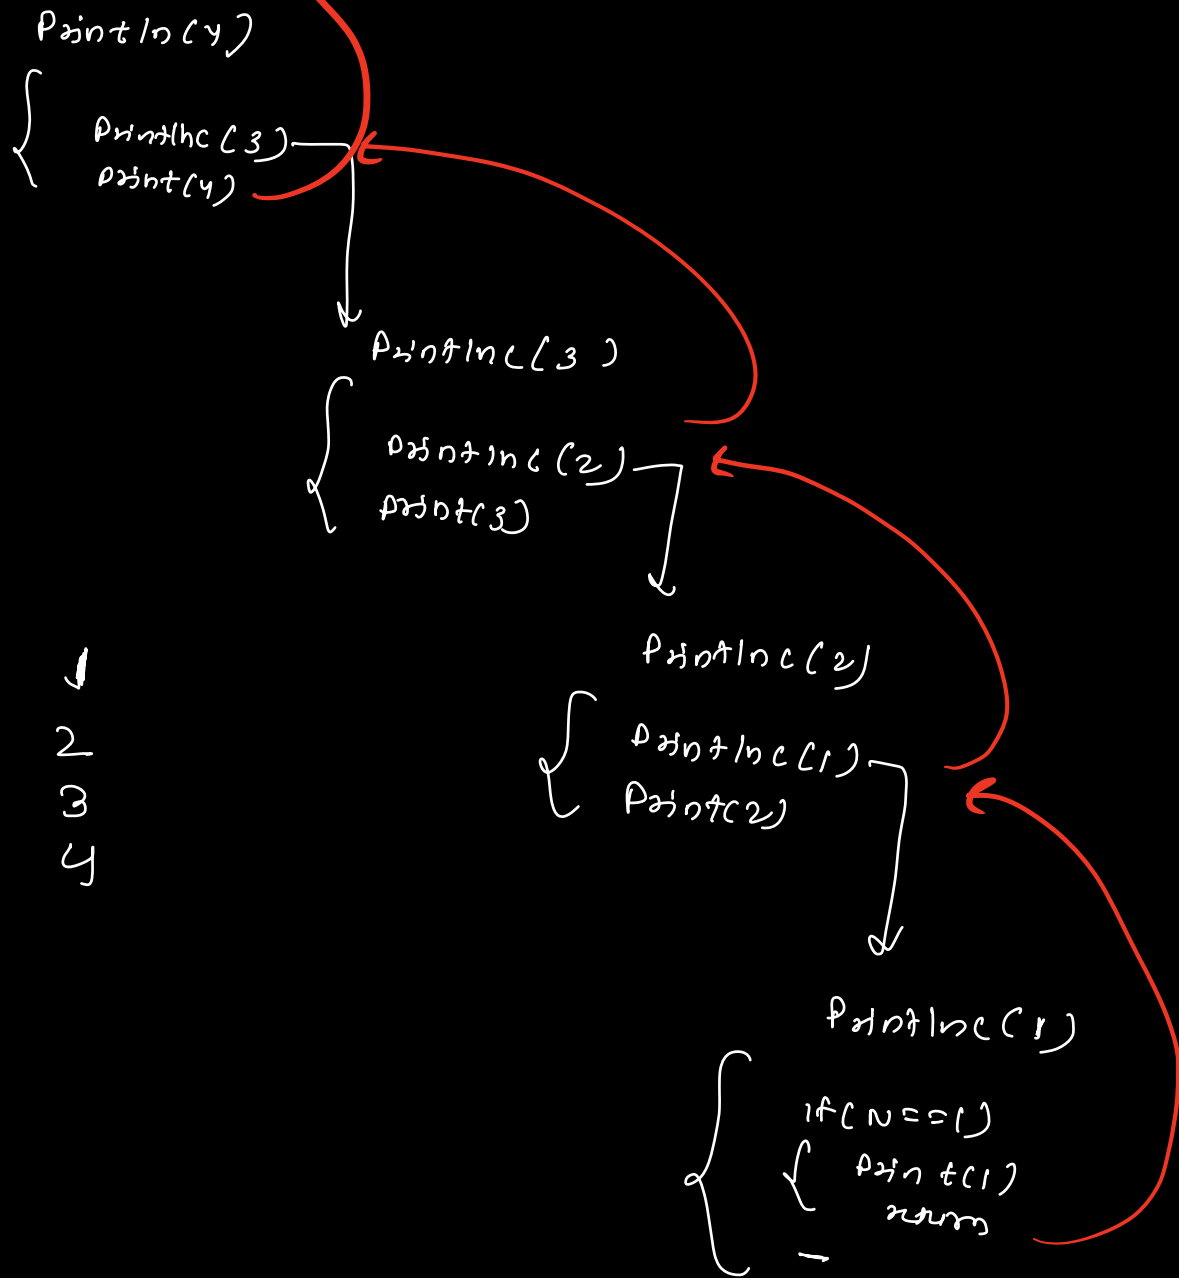 Println(4)
PrintInc(3)
print(4)
PrintInc(3)
printInc(2)
print(3)
PrintInc(2)
PrintInc(1)
Print(2)
1
2
3
4
PrintInc(1)
if(N==1)
Print(1)
return